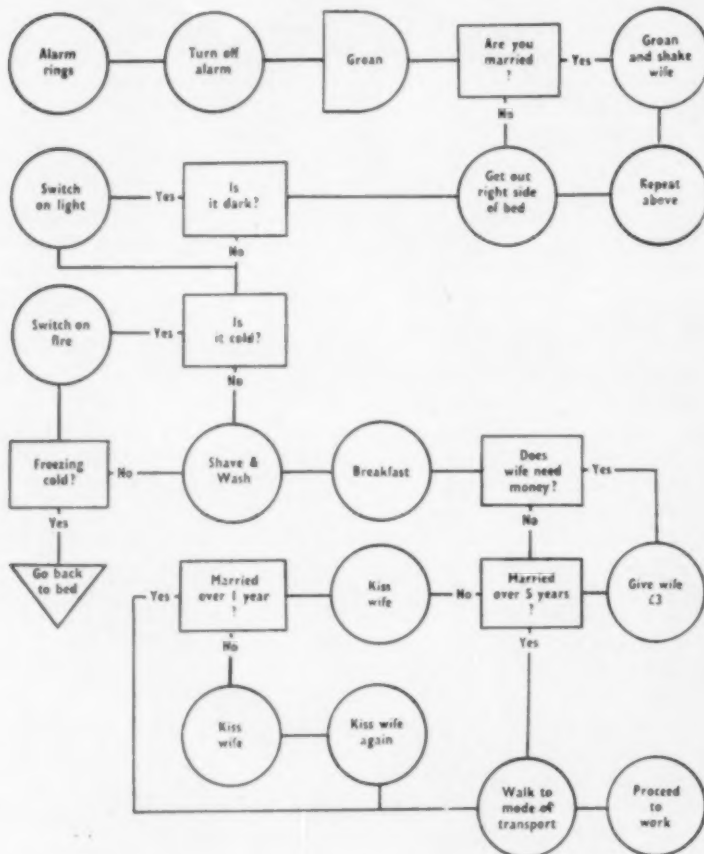 Alarm
rings
Turn off
alarm
Groan
Are you
married
?
Yes
Groan
and shake
wife
No
Switch
on light
Yes
Is
it dark?
Get out
right side
of bed
Repeat
above
No
Switch on
fire
Yes
Is
it cold?
No
Freezing
cold?
No
Shave &
Wash
Breakfast
Does
wife need
money?
Yes
Yes
No
Go back
to bed
Yes
Married
over 1 year
?
Kiss
wife
No
Married
over 5 years
?
Give wife
£3
No
Yes
Kiss
wife
Kiss wife
again
Walk to
mode of
transport
Proceed
to
work